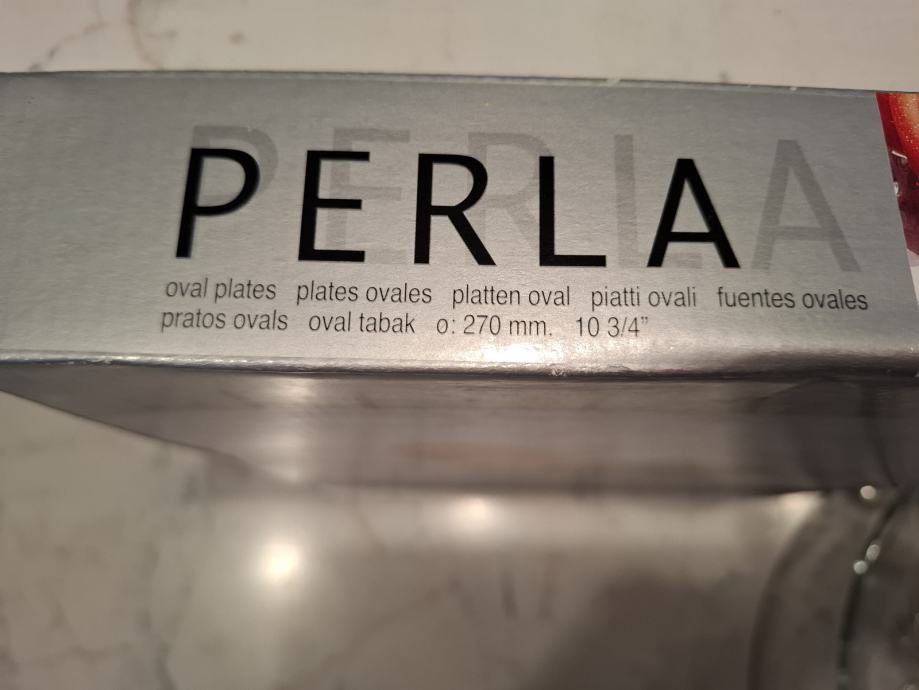 PERLA
oval plates plates ovales platten oval piatti ovali fuentes ovales
pratos ovals oval tabak o: 270 mm. 10 3/4”